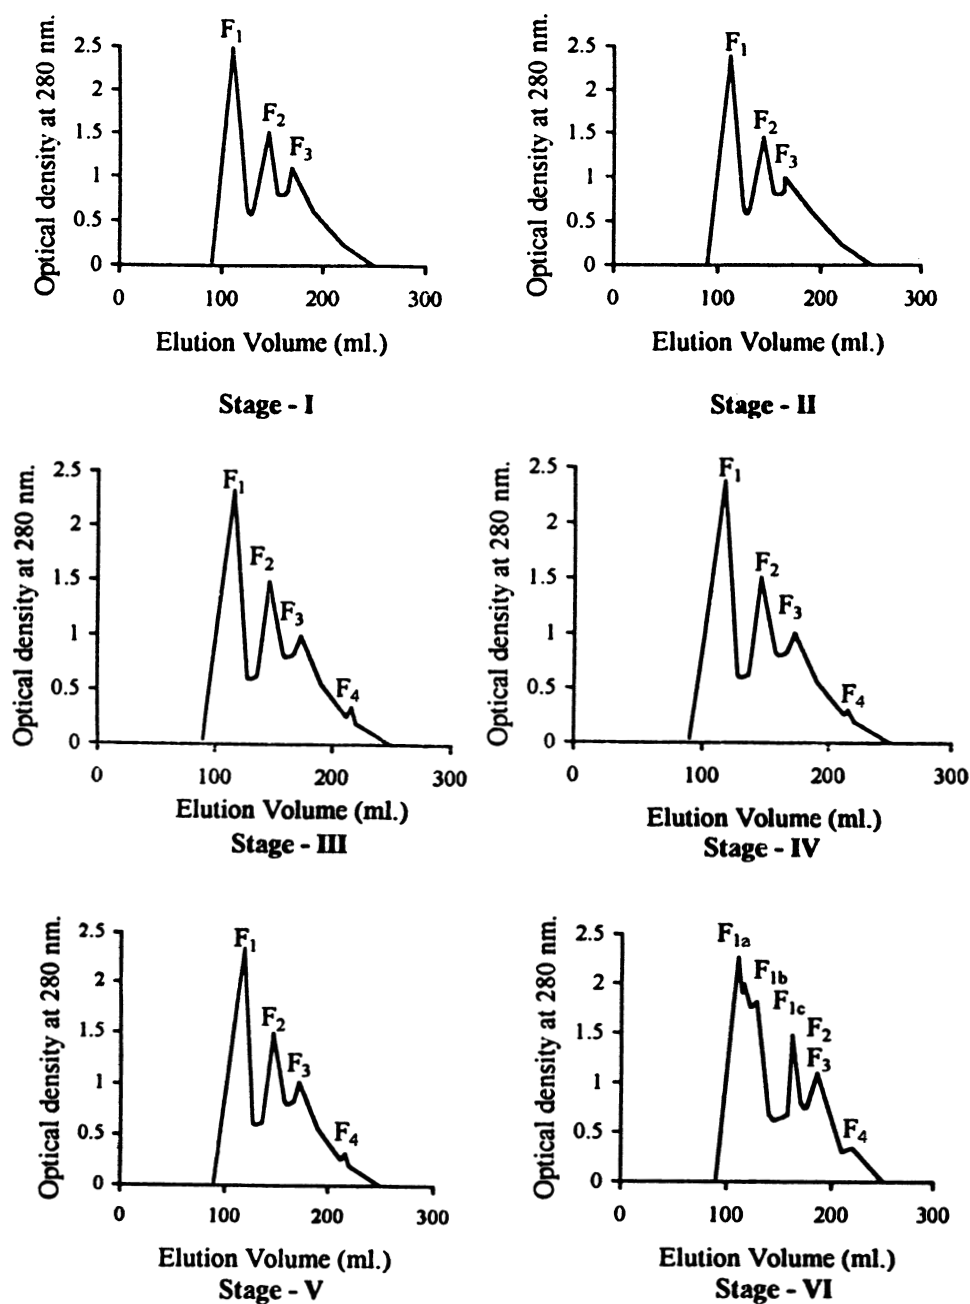 F1
F2
F3
Optical density at 280 nm.
2.5
2
1.5
1
0.5
0
0 100 200 300
Elution Volume (ml.)
Stage - I
F1
F2
F3
Optical density at 280 nm.
2.5
2
1.5
1
0.5
0
0 100 200 300
Elution Volume (ml.)
Stage - II
F1
F2
F3
F4
Optical density at 280 nm.
2.5
2
1.5
1
0.5
0
0 100 200 300
Elution Volume (ml.)
Stage - III
F1
F2
F3
F4
Optical density at 280 nm.
2.5
2
1.5
1
0.5
0
0 100 200 300
Elution Volume (ml.)
Stage - IV
F1
F2
F3
F4
Optical density at 280 nm.
2.5
2
1.5
1
0.5
0
0 100 200 300
Elution Volume (ml.)
Stage - V
F1a
F1b
F1c
F2
F3
F4
Optical density at 280 nm.
2.5
2
1.5
1
0.5
0
0 100 200 300
Elution Volume (ml.)
Stage - VI